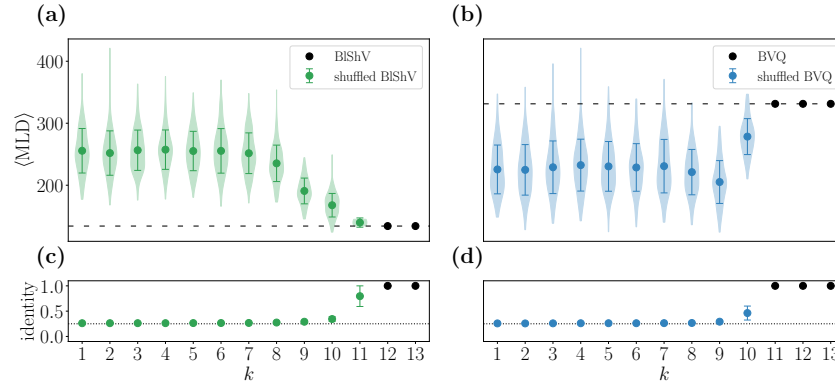 (a)
(b)
400
300
200
⟨MLD⟩
BlShV
shuffled BlShV
BVQ
shuffled BVQ
(c)
(d)
1.0
0.5
0.0
identity
1 2 3 4 5 6 7 8 9 10 11 12 13
1 2 3 4 5 6 7 8 9 10 11 12 13
k
k